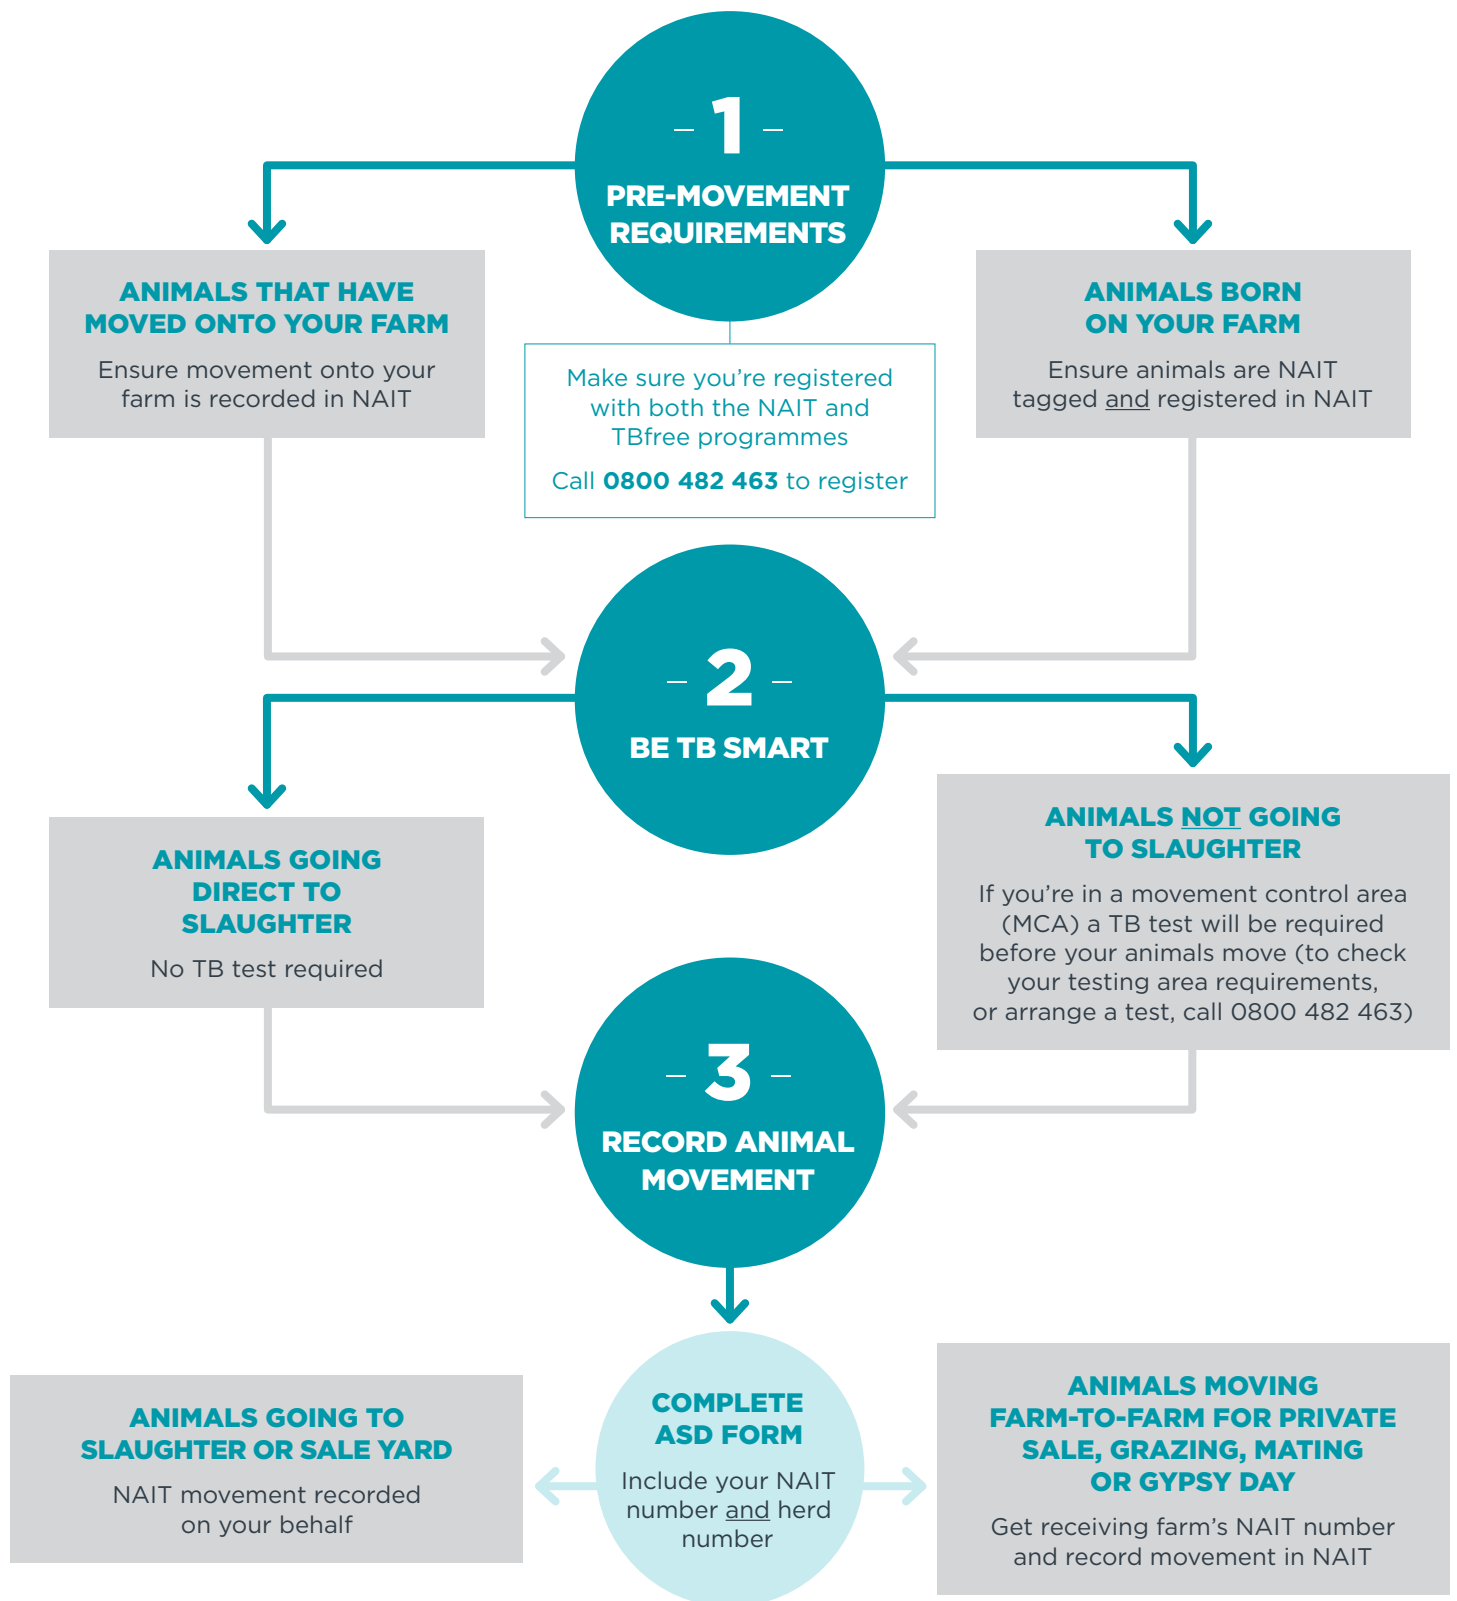 – 1 –
PRE-MOVEMENT
REQUIREMENTS
ANIMALS THAT HAVE
MOVED ONTO YOUR FARM
Ensure movement onto your
farm is recorded in NAIT
Make sure you’re registered
with both the NAIT and
TBfree programmes
Call 0800 482 463 to register
ANIMALS BORN
ON YOUR FARM
Ensure animals are NAIT
tagged and registered in NAIT
– 2 –
BE TB SMART
ANIMALS GOING
DIRECT TO
SLAUGHTER
No TB test required
ANIMALS NOT GOING
TO SLAUGHTER
If you’re in a movement control area
(MCA) a TB test will be required
before your animals move (to check
your testing area requirements,
or arrange a test, call 0800 482 463)
– 3 –
RECORD ANIMAL
MOVEMENT
ANIMALS GOING TO
SLAUGHTER OR SALE YARD
NAIT movement recorded
on your behalf
COMPLETE
ASD FORM
Include your NAIT
number and herd
number
ANIMALS MOVING
FARM-TO-FARM FOR PRIVATE
SALE, GRAZING, MATING
OR GYPSY DAY
Get receiving farm’s NAIT number
and record movement in NAIT